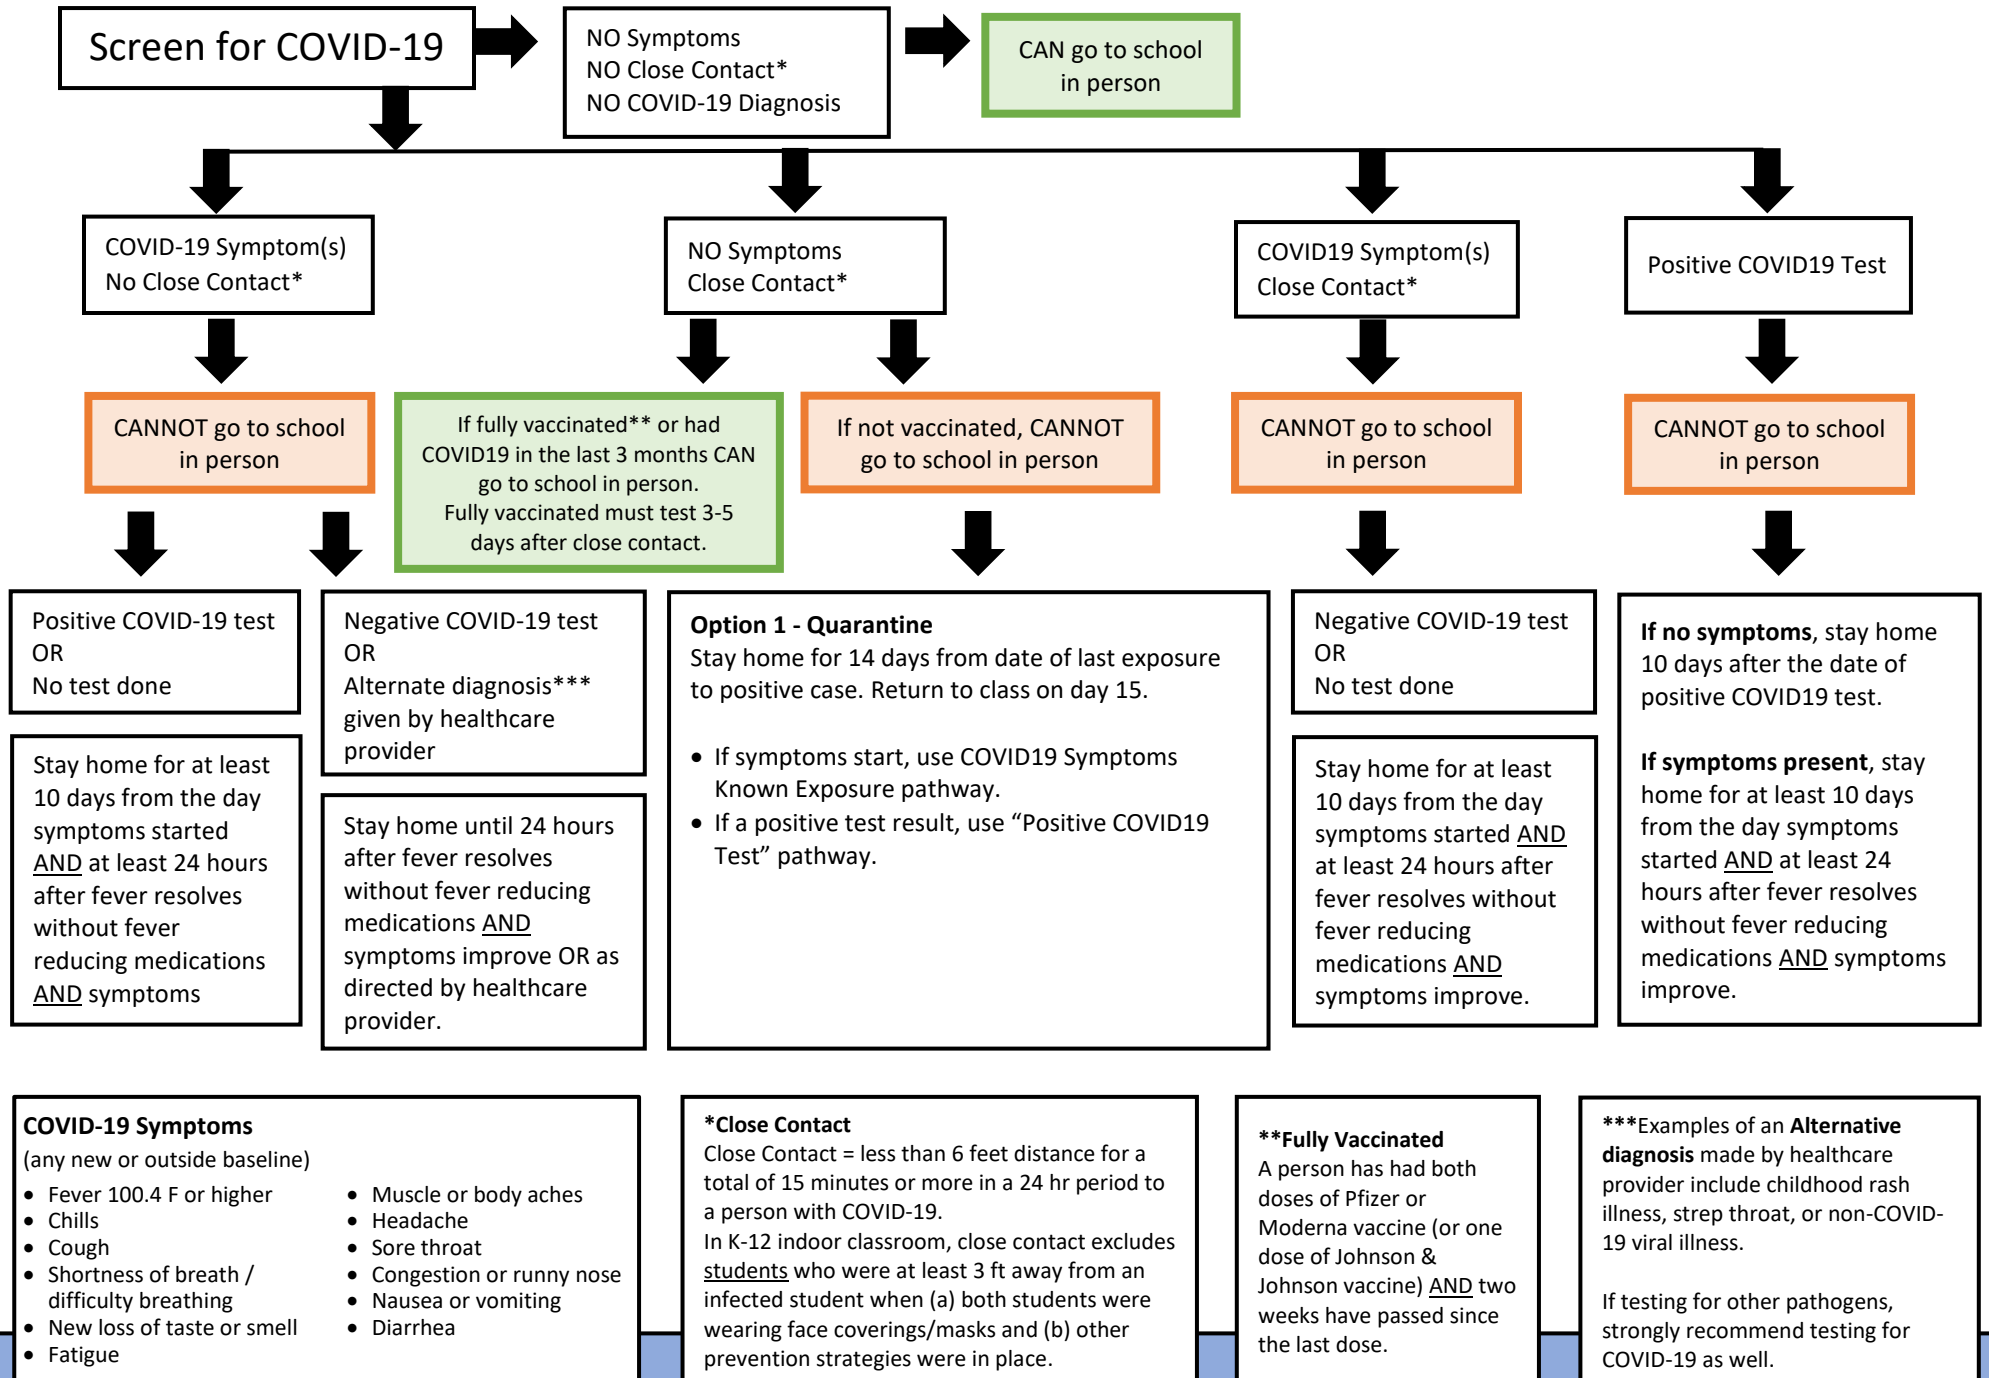 Screen for COVID-19
NO Symptoms
NO Close Contact*
NO COVID-19 Diagnosis
CAN go to school
in person
COVID-19 Symptom(s)
No Close Contact*
NO Symptoms
Close Contact*
COVID19 Symptom(s)
Close Contact*
Positive COVID19 Test
CANNOT go to school
in person
If fully vaccinated** or had
COVID19 in the last 3 months CAN
go to school in person.
Fully vaccinated must test 3-5
days after close contact.
If not vaccinated, CANNOT
go to school in person
CANNOT go to school
in person
CANNOT go to school
in person
Positive COVID-19 test
OR
No test done
Stay home for at least
10 days from the day
symptoms started
AND at least 24 hours
after fever resolves
without fever
reducing medications
AND symptoms
Negative COVID-19 test
OR
Alternate diagnosis***
given by healthcare
provider
Stay home until 24 hours
after fever resolves
without fever reducing
medications AND
symptoms improve OR as
directed by healthcare
provider.
Option 1 - Quarantine
Stay home for 14 days from date of last exposure
to positive case. Return to class on day 15.
• If symptoms start, use COVID19 Symptoms
Known Exposure pathway.
• If a positive test result, use “Positive COVID19
Test” pathway.
Negative COVID-19 test
OR
No test done
Stay home for at least
10 days from the day
symptoms started AND
at least 24 hours after
fever resolves without
fever reducing
medications AND
symptoms improve.
If no symptoms, stay home
10 days after the date of
positive COVID19 test.
If symptoms present, stay
home for at least 10 days
from the day symptoms
started AND at least 24
hours after fever resolves
without fever reducing
medications AND symptoms
improve.
COVID-19 Symptoms
(any new or outside baseline)
• Fever 100.4 F or higher
• Chills
• Cough
• Shortness of breath /
difficulty breathing
• New loss of taste or smell
• Fatigue
• Muscle or body aches
• Headache
• Sore throat
• Congestion or runny nose
• Nausea or vomiting
• Diarrhea
*Close Contact
Close Contact = less than 6 feet distance for a
total of 15 minutes or more in a 24 hr period to
a person with COVID-19.
In K-12 indoor classroom, close contact excludes
students who were at least 3 ft away from an
infected student when (a) both students were
wearing face coverings/masks and (b) other
prevention strategies were in place.
**Fully Vaccinated
A person has had both
doses of Pfizer or
Moderna vaccine (or one
dose of Johnson &
Johnson vaccine) AND two
weeks have passed since
the last dose.
***Examples of an Alternative
diagnosis made by healthcare
provider include childhood rash
illness, strep throat, or non-COVID-
19 viral illness.
If testing for other pathogens,
strongly recommend testing for
COVID-19 as well.